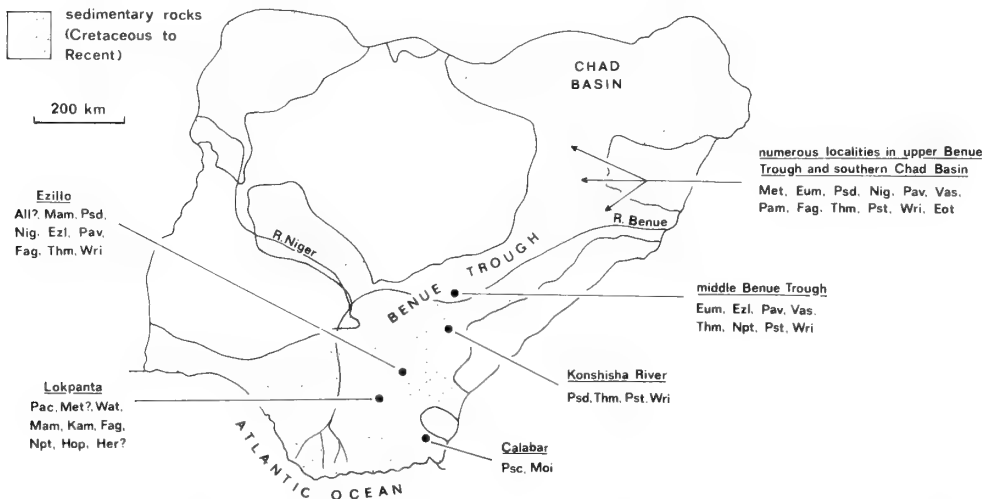 sedimentary rocks
(Cretaceous to
Recent)
200 km
CHAD
BASIN
numerous localities in upper Benue
Trough and southern Chad Basin
Met, Eum, Psd, Nig, Pav, Vas,
Pam, Fag, Thm, Pst, Wri, Eot
Ezillo
All?, Mam, Psd,
Nig, Ezl, Pav,
Fag, Thm, Wri
R. Niger
R. Benue
BENUE TROUGH
middle Benue Trough
Eum, Ezl, Pav, Vas,
Thm, Npt, Pst, Wri
Konshisha River
Psd, Thm, Pst, Wri
Lokpanta
Pac, Met?, Wat,
Mam, Kam, Fag,
Npt, Hop, Her?
Calabar
Psc, Moi
ATLANTIC OCEAN